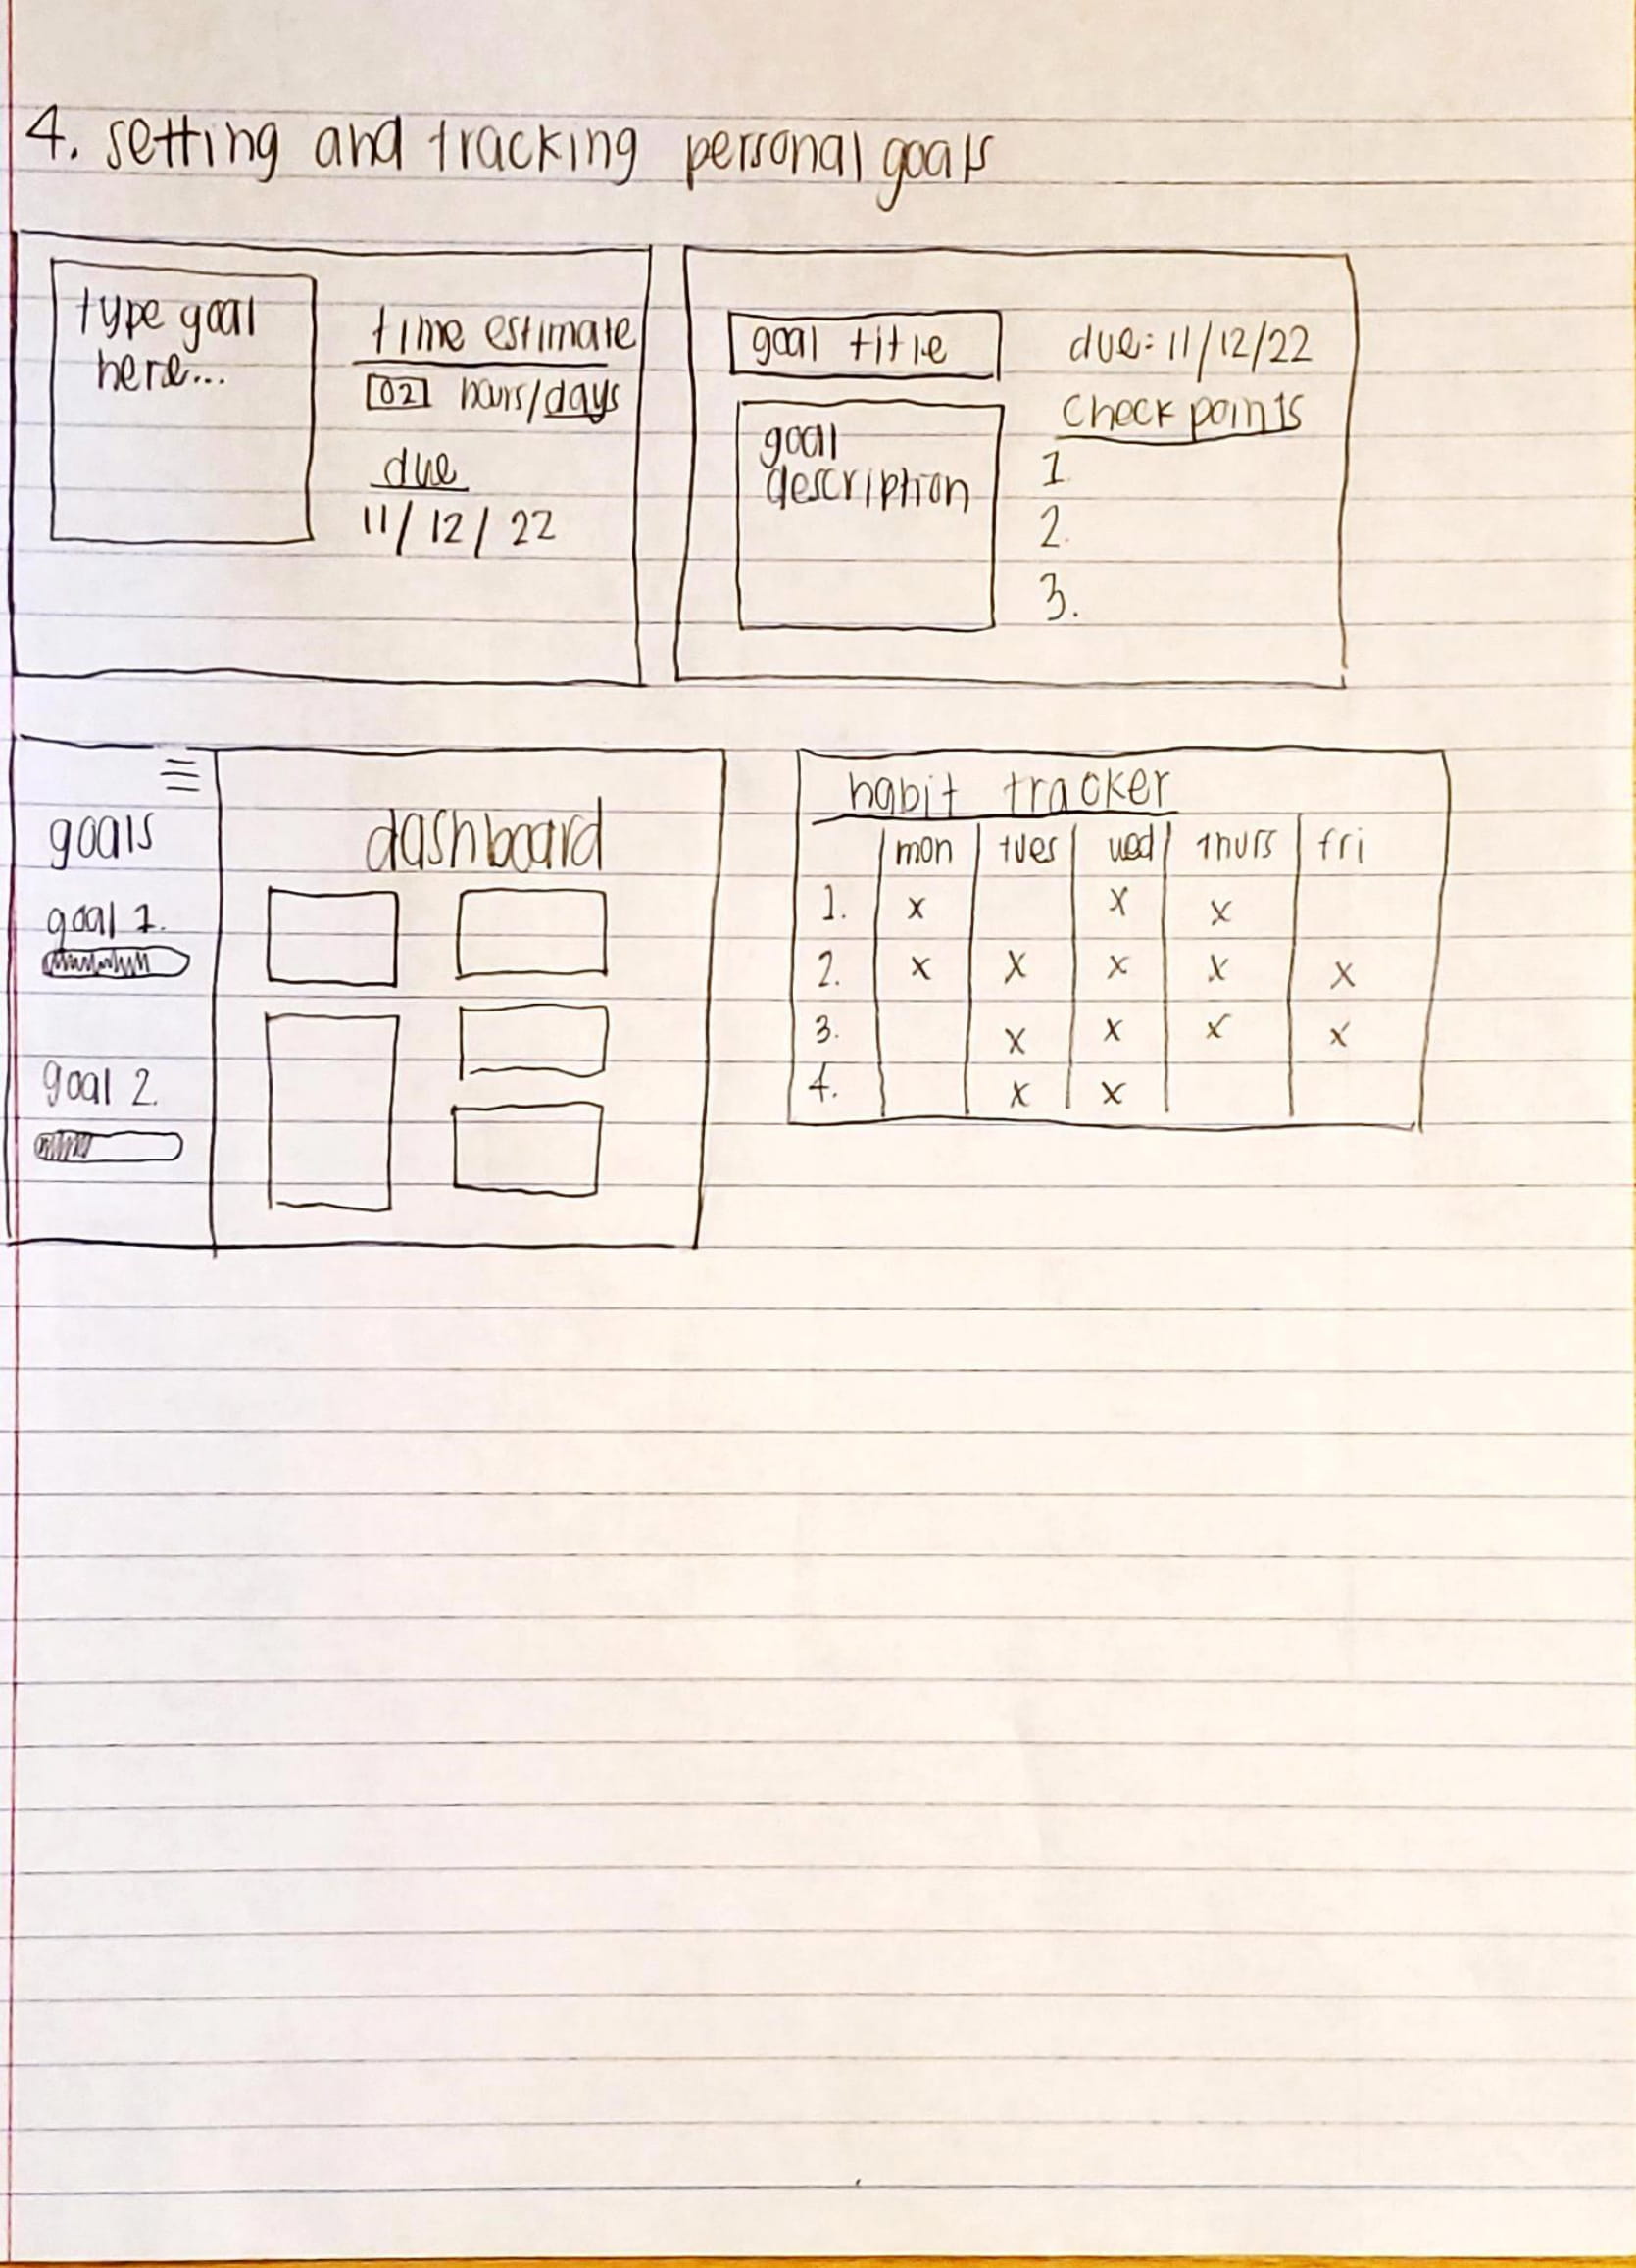 4. setting and tracking personal goals
type goal
here...
time estimate
02 hours/days
due
11/12/22
goal title
goal
description
due: 11/12/22
check points
1
2.
3.
goals
goal 1.
goal 2.
dashboard
habit tracker
mon tues wed thurs fri
1. x x x
2. x x x x x
3. x x x x
4. x x